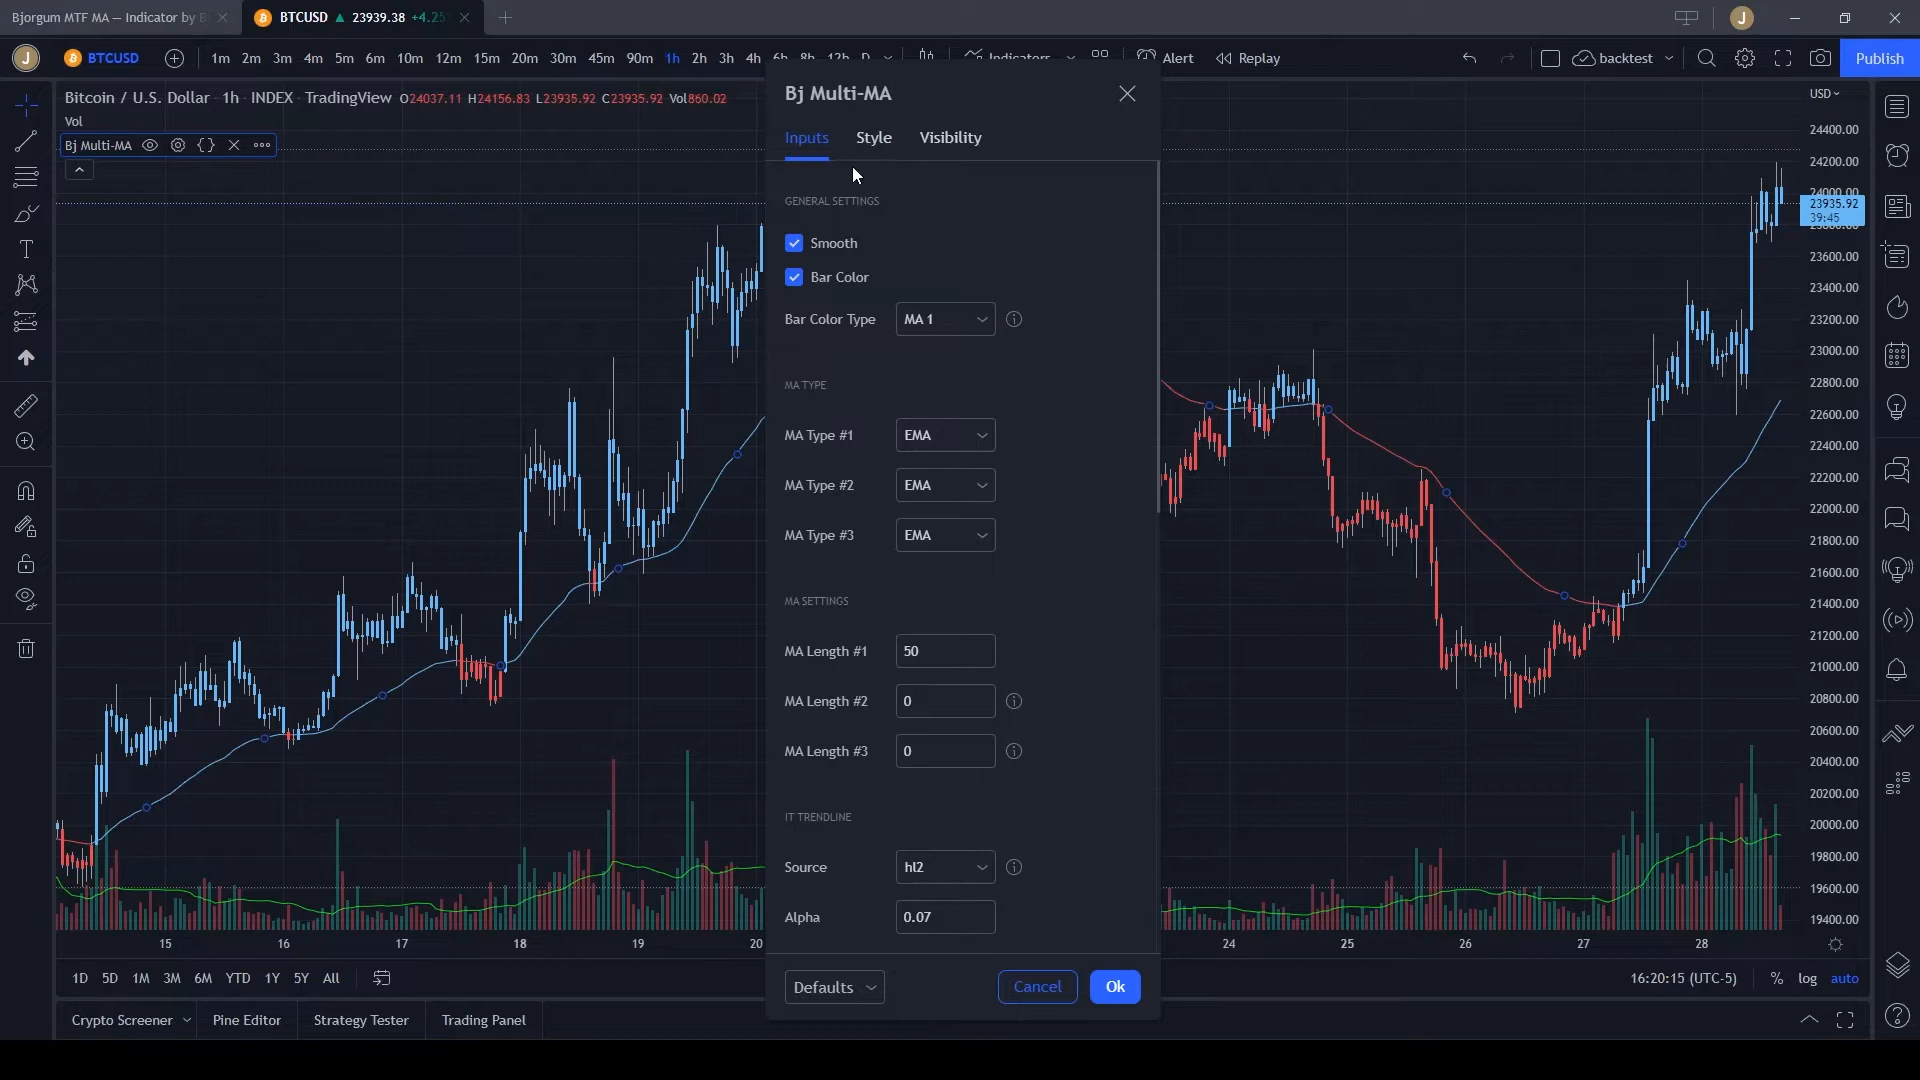 Bjorgum MTF MA — Indicator by B
BTCUSD ▲ 23939.38 +4.25
J
J
BTCUSD
1m 2m 3m 4m 5m 6m 10m 12m 15m 20m 30m 45m 90m 1h 2h 3h 4h 6h 8h 12h D
Indicators
Alert
Replay
backtest
Publish
Bitcoin / U.S. Dollar · 1h · INDEX · TradingView O24037.11 H24156.83 L23935.92 C23935.92 Vol860.02
Vol
Bj Multi-MA
Bj Multi-MA
Inputs Style Visibility
GENERAL SETTINGS
Smooth
Bar Color
Bar Color Type MA 1
MA TYPE
MA Type #1 EMA
MA Type #2 EMA
MA Type #3 EMA
MA SETTINGS
MA Length #1 50
MA Length #2 0
MA Length #3 0
IT TRENDLINE
Source hl2
Alpha 0.07
Defaults
Cancel
Ok
USD
24400.00
24200.00
24000.00
23935.92
39:45
23800.00
23600.00
23400.00
23200.00
23000.00
22800.00
22600.00
22400.00
22200.00
22000.00
21800.00
21600.00
21400.00
21200.00
21000.00
20800.00
20600.00
20400.00
20200.00
20000.00
19800.00
19600.00
19400.00
15 16 17 18 19 20 24 25 26 27 28
1D 5D 1M 3M 6M YTD 1Y 5Y All
16:20:15 (UTC-5) % log auto
Crypto Screener Pine Editor Strategy Tester Trading Panel